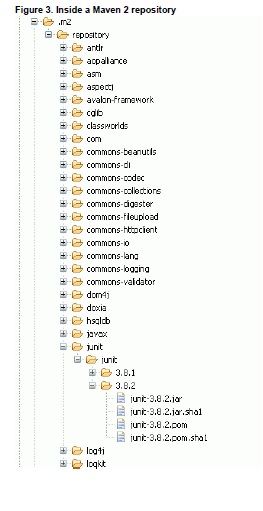 Figure 3. Inside a Maven 2 repository
.m2
repository
antlr
aopalliance
asm
aspectj
avalon-framework
cglib
classworlds
com
commons-beanutils
commons-cli
commons-codec
commons-collections
commons-digester
commons-fileupload
commons-httpclient
commons-io
commons-lang
commons-logging
commons-validator
dom4j
doxia
hsqldb
javax
junit
junit
3.8.1
3.8.2
junit-3.8.2.jar
junit-3.8.2.jar.sha1
junit-3.8.2.pom
junit-3.8.2.pom.sha1
log4j
logkit